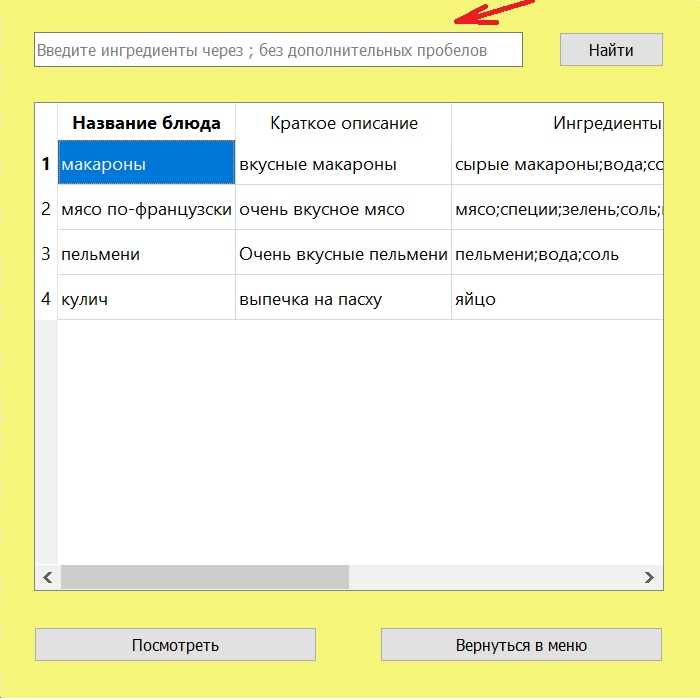 Введите ингредиенты через ; без дополнительных пробелов Найти
Название блюда Краткое описание Ингредиенты
1 макароны вкусные макароны сырые макароны;вода;со
2 мясо по-французски очень вкусное мясо мясо;специи;зелень;соль;
3 пельмени Очень вкусные пельмени пельмени;вода;соль
4 кулич выпечка на пасху яйцо
Посмотреть Вернуться в меню